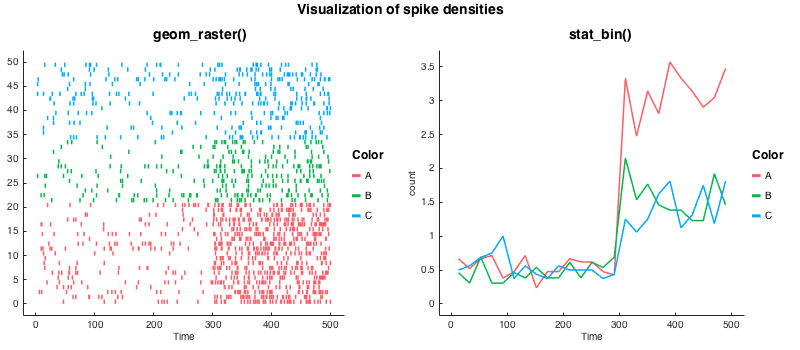 Visualization of spike densities
geom_raster()
50
45
40
35
30
25
20
15
10
5
0
0 100 200 300 400 500
Time
Color
A
B
C
stat_bin()
count
3.5
3
2.5
2
1.5
1
0.5
0
0 100 200 300 400 500
Time
Color
A
B
C